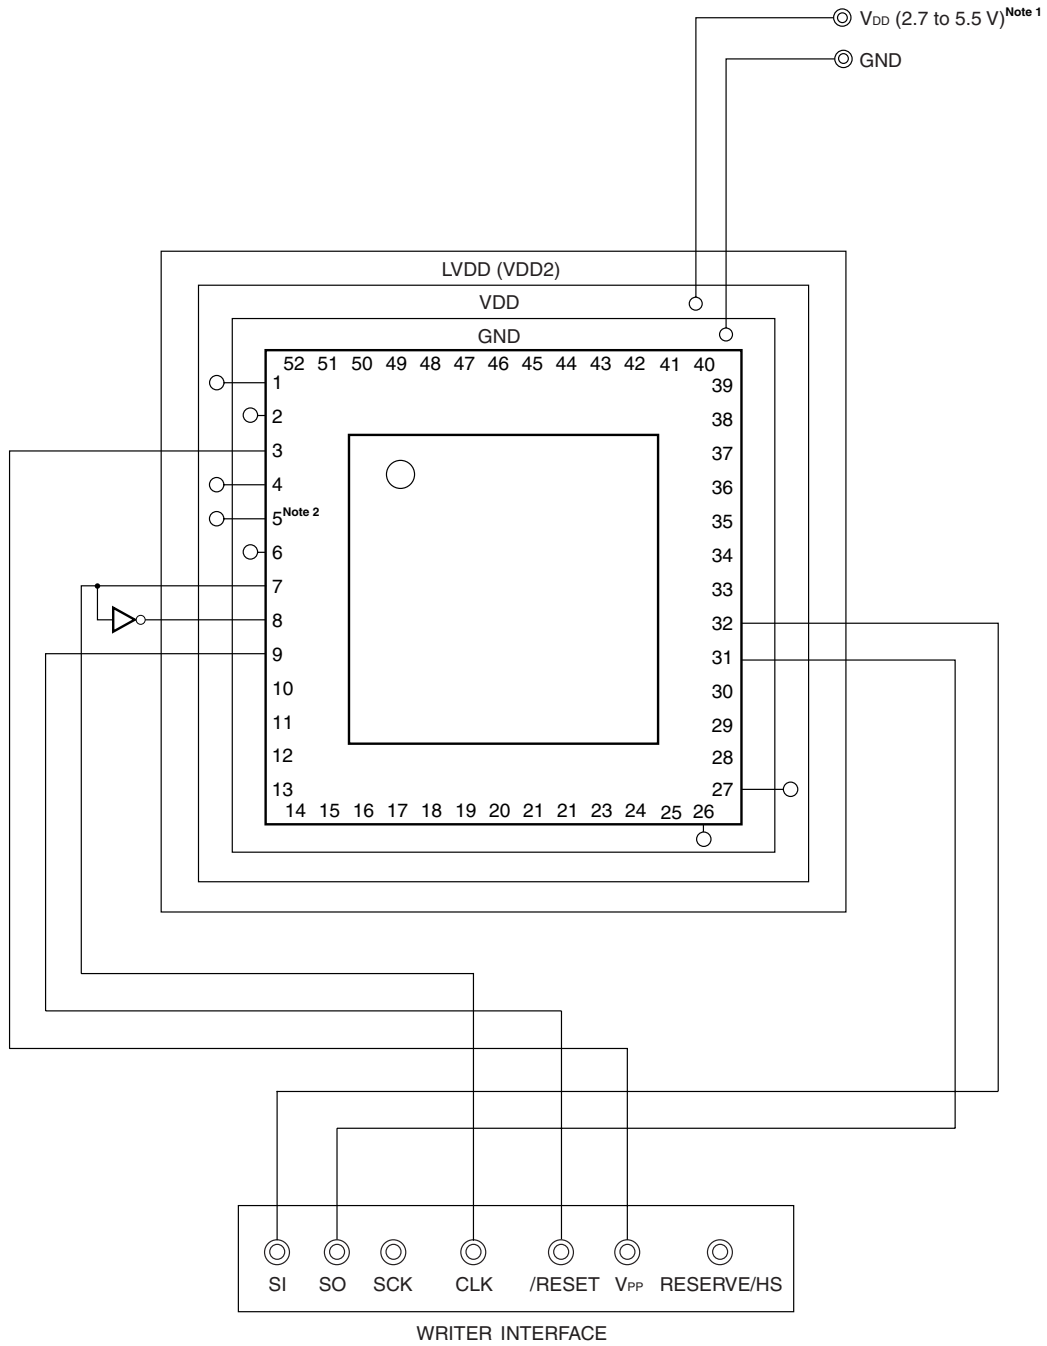 VDD (2.7 to 5.5 V)Note 1
GND
LVDD (VDD2)
VDD
GND
52 51 50 49 48 47 46 45 44 43 42 41 40
1
2
3
4
5Note 2
6
7
8
9
10
11
12
13
39
38
37
36
35
34
33
32
31
30
29
28
27
14 15 16 17 18 19 20 21 21 23 24 25 26
SI SO SCK CLK /RESET VPP RESERVE/HS
WRITER INTERFACE